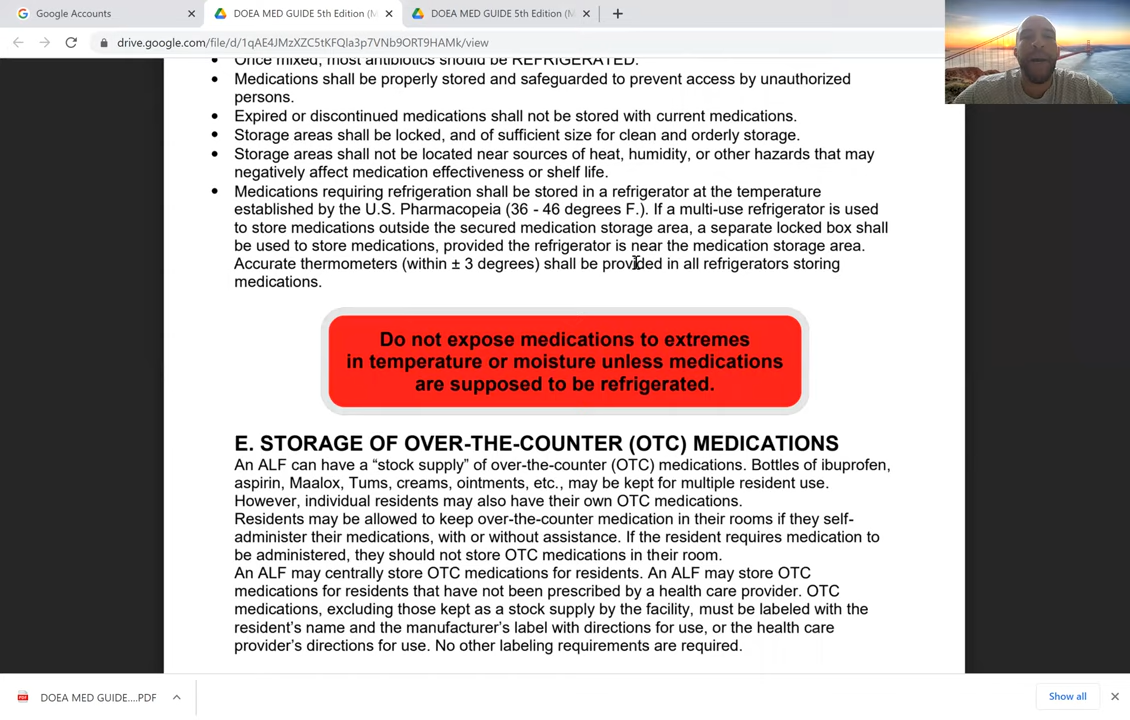 Google Accounts
DOEA MED GUIDE 5th Edition (M
DOEA MED GUIDE 5th Edition (M
drive.google.com/file/d/1qAE4JMzXZC5tKFQIa3p7VNb9ORT9HAMk/view
Once mixed, most antibiotics should be REFRIGERATED.
Medications shall be properly stored and safeguarded to prevent access by unauthorized
persons.
Expired or discontinued medications shall not be stored with current medications.
Storage areas shall be locked, and of sufficient size for clean and orderly storage.
Storage areas shall not be located near sources of heat, humidity, or other hazards that may
negatively affect medication effectiveness or shelf life.
Medications requiring refrigeration shall be stored in a refrigerator at the temperature
established by the U.S. Pharmacopeia (36 - 46 degrees F.). If a multi-use refrigerator is used
to store medications outside the secured medication storage area, a separate locked box shall
be used to store medications, provided the refrigerator is near the medication storage area.
Accurate thermometers (within ± 3 degrees) shall be provided in all refrigerators storing
medications.
Do not expose medications to extremes
in temperature or moisture unless medications
are supposed to be refrigerated.
E. STORAGE OF OVER-THE-COUNTER (OTC) MEDICATIONS
An ALF can have a “stock supply” of over-the-counter (OTC) medications. Bottles of ibuprofen,
aspirin, Maalox, Tums, creams, ointments, etc., may be kept for multiple resident use.
However, individual residents may also have their own OTC medications.
Residents may be allowed to keep over-the-counter medication in their rooms if they self-
administer their medications, with or without assistance. If the resident requires medication to
be administered, they should not store OTC medications in their room.
An ALF may centrally store OTC medications for residents. An ALF may store OTC
medications for residents that have not been prescribed by a health care provider. OTC
medications, excluding those kept as a stock supply by the facility, must be labeled with the
resident’s name and the manufacturer’s label with directions for use, or the health care
provider’s directions for use. No other labeling requirements are required.
DOEA MED GUIDE....PDF
Show all